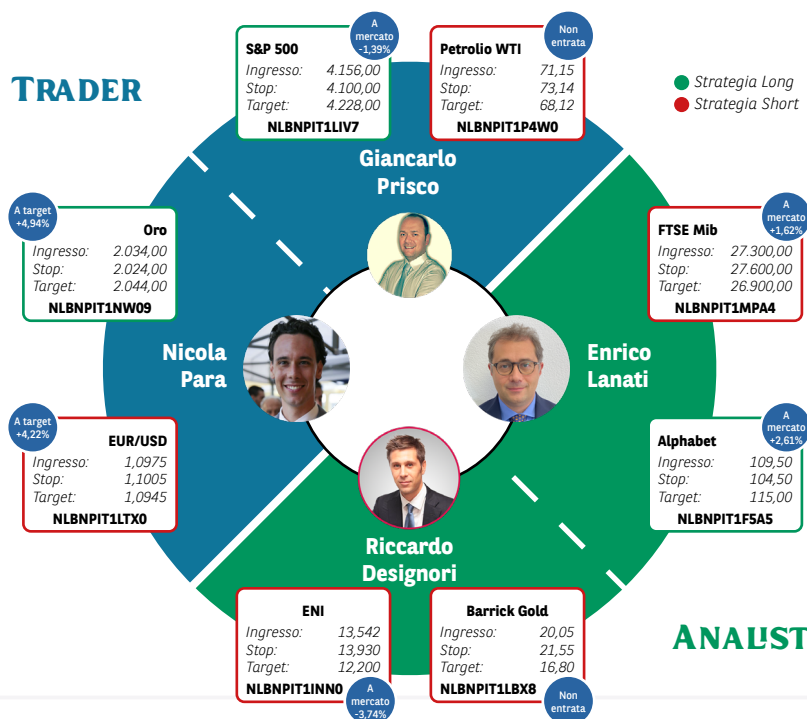 TRADER
S&P 500
A
mercato
-1,39%
Ingresso: 4.156,00
Stop: 4.100,00
Target: 4.228,00
NLBNPIT1LIV7
Petrolio WTI
Non
entrata
Ingresso: 71,15
Stop: 73,14
Target: 68,12
NLBNPIT1P4W0
Strategia Long
Strategia Short
Giancarlo
Prisco
A target
+4,94%
Oro
Ingresso: 2.034,00
Stop: 2.024,00
Target: 2.044,00
NLBNPIT1NW09
FTSE Mib
A
mercato
+1,62%
Ingresso: 27.300,00
Stop: 27.600,00
Target: 26.900,00
NLBNPIT1MPA4
Nicola
Para
Enrico
Lanati
A target
+4,22%
EUR/USD
Ingresso: 1,0975
Stop: 1,1005
Target: 1,0945
NLBNPIT1LTX0
Alphabet
A
mercato
+2,61%
Ingresso: 109,50
Stop: 104,50
Target: 115,00
NLBNPIT1F5A5
Riccardo
Designori
ENI
Ingresso: 13,542
Stop: 13,930
Target: 12,200
NLBNPIT1INN0
A
mercato
-3,74%
Barrick Gold
Ingresso: 20,05
Stop: 21,55
Target: 16,80
NLBNPIT1LBX8
Non
entrata
ANALIST